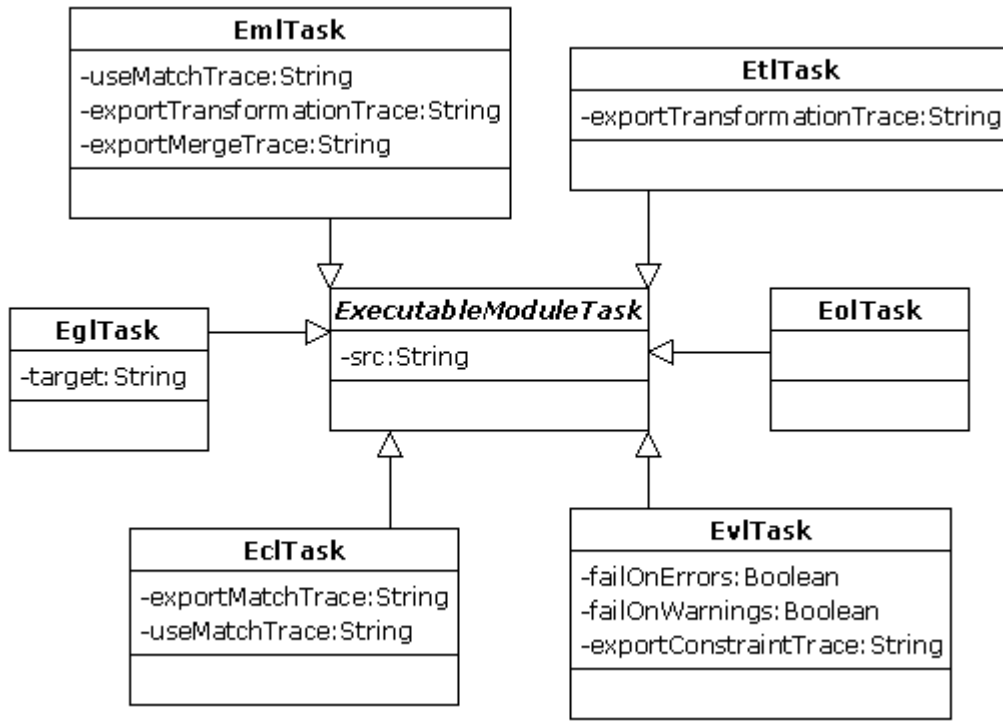 EmlTask
-useMatchTrace:String
-exportTransformationTrace:String
-exportMergeTrace:String
EtlTask
-exportTransformationTrace:String
ExecutableModuleTask
-src:String
EglTask
-target:String
EolTask
EclTask
-exportMatchTrace:String
-useMatchTrace:String
EvlTask
-failOnErrors:Boolean
-failOnWarnings:Boolean
-exportConstraintTrace:String